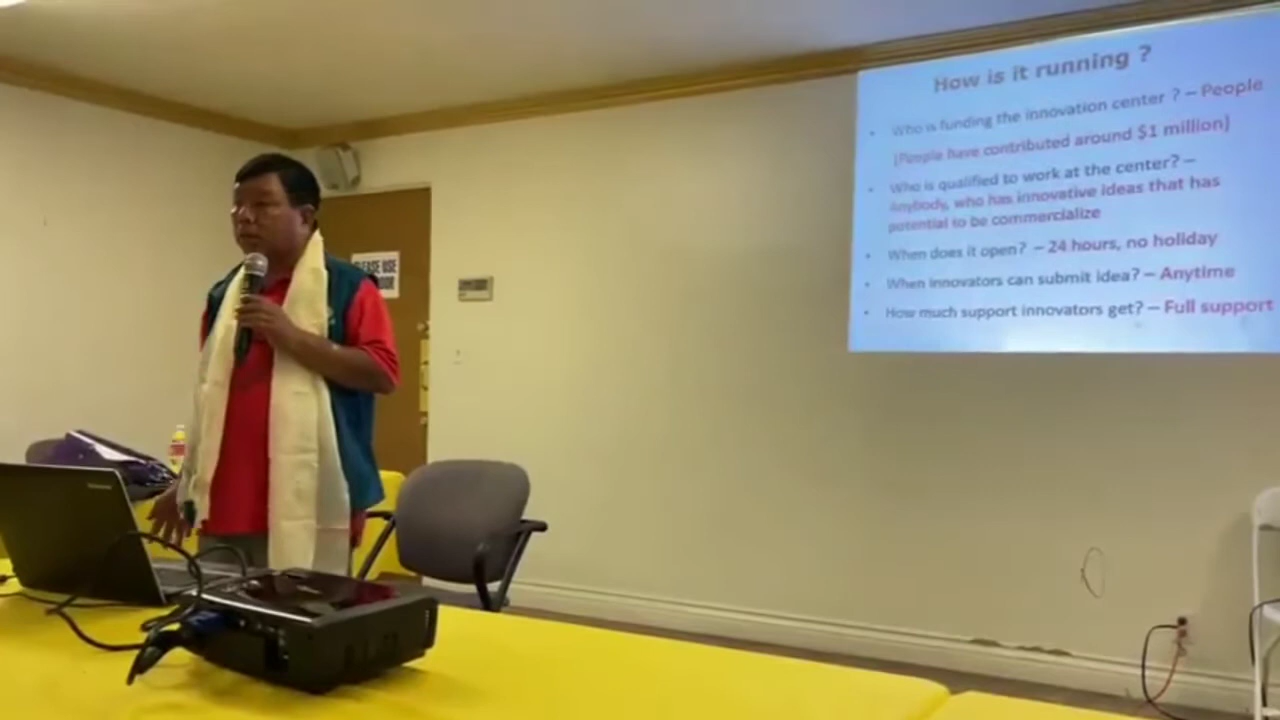 How is it running ?
• Who is funding the innovation center ? – People
(People have contributed around $1 million)
• Who is qualified to work at the center? –
Anybody, who has innovative ideas that has
potential to be commercialize
• When does it open? – 24 hours, no holiday
• When innovators can submit idea? – Anytime
• How much support innovators get? – Full support
USE